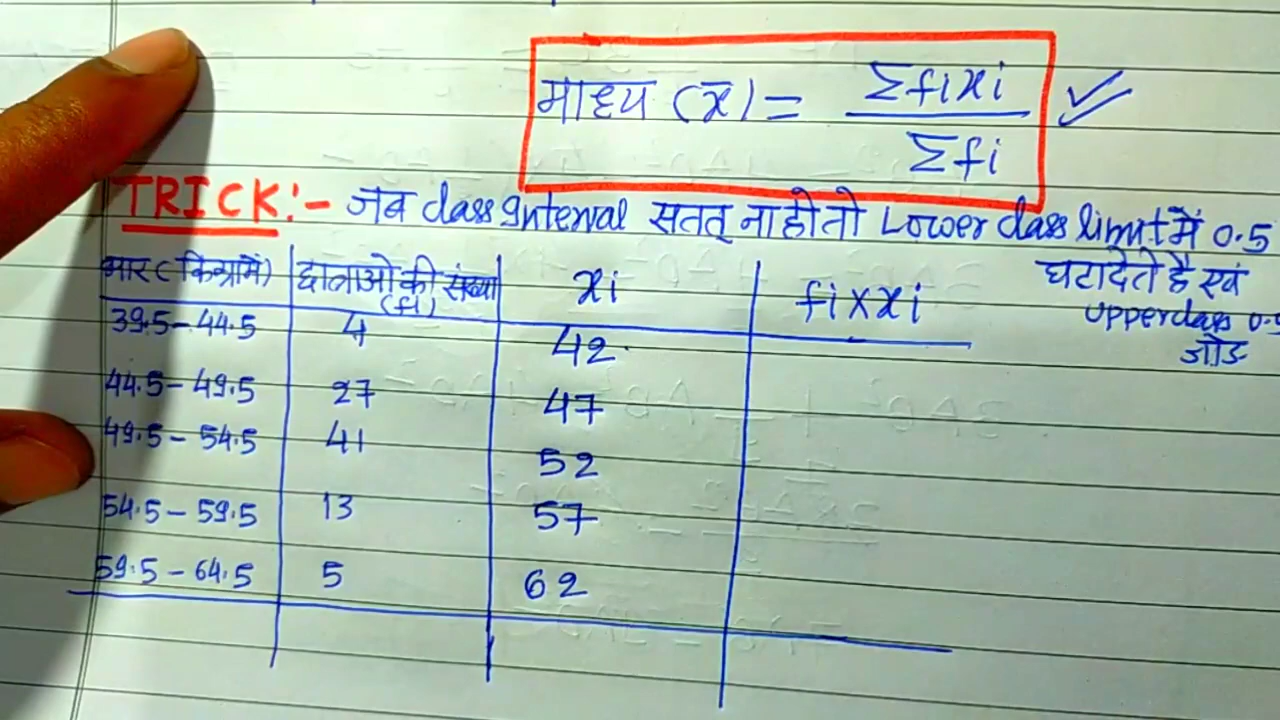 माध्य (x̄) = Σfixi / Σfi
TRICK:- जब class Interval सतत् ना हो तो Lower class limit में 0.5
घटा देते है एवं
upper class 0.5
जोड
भार (किग्रा में) छात्राओ की संख्या (fi) xi fi×xi
39.5-44.5 4 42
44.5-49.5 27 47
49.5-54.5 41 52
54.5-59.5 13 57
59.5-64.5 5 62